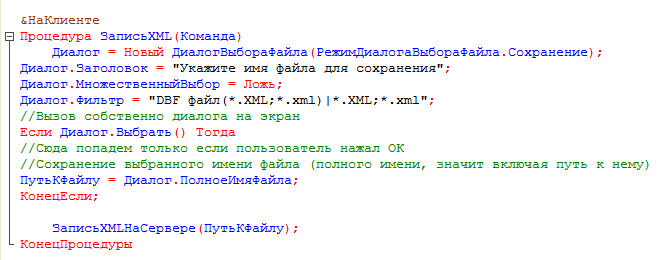 &НаКлиенте
Процедура ЗаписьXML(Команда)
Диалог = Новый ДиалогВыбораФайла(РежимДиалогаВыбораФайла.Сохранение);
Диалог.Заголовок = "Укажите имя файла для сохранения";
Диалог.МножественныйВыбор = Ложь;
Диалог.Фильтр = "DBF файл(*.XML;*.xml)|*.XML;*.xml";
//Вызов собственно диалога на экран
Если Диалог.Выбрать() Тогда
//Сюда попадем только если пользователь нажал ОК
//Сохранение выбранного имени файла (полного имени, значит включая путь к нему)
ПутьКФайлу = Диалог.ПолноеИмяФайла;
КонецЕсли;
ЗаписьXMLНаСервере(ПутьКФайлу);
КонецПроцедуры